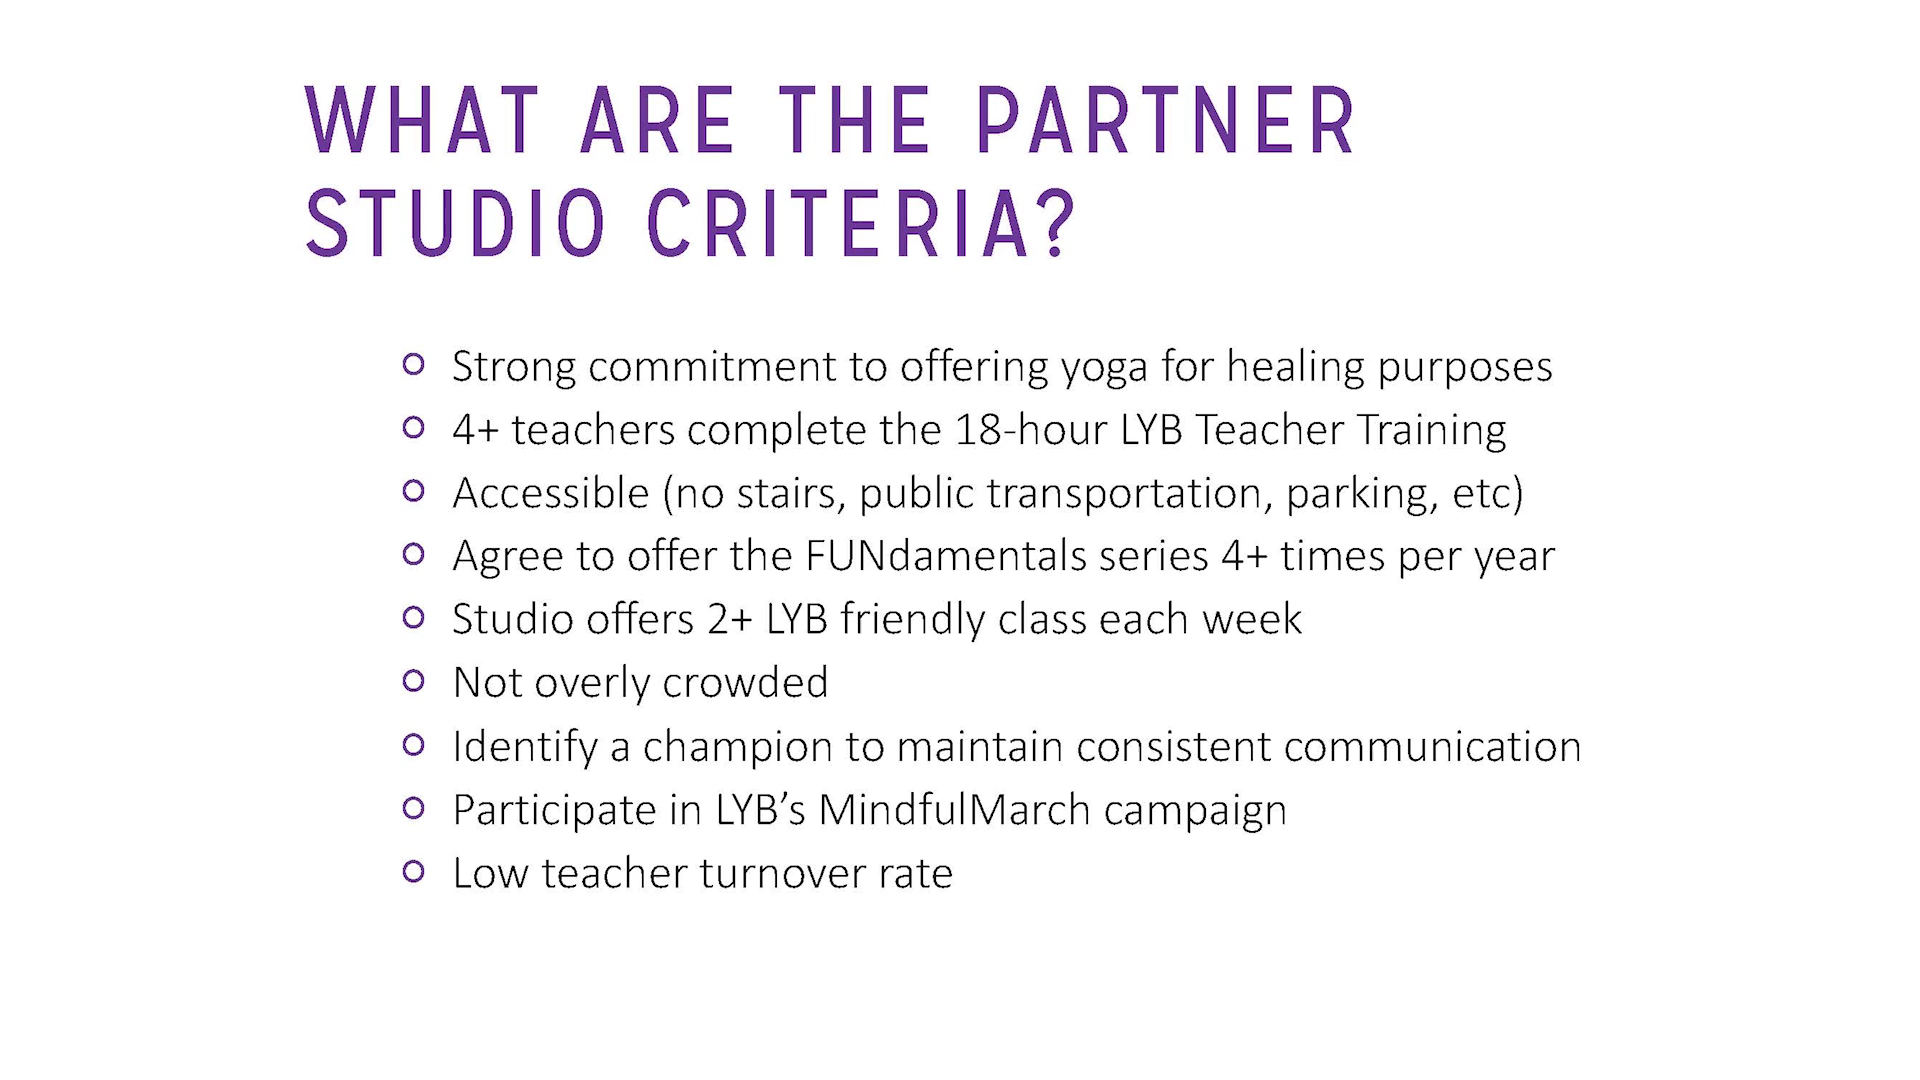 WHAT ARE THE PARTNER
STUDIO CRITERIA?
Strong commitment to offering yoga for healing purposes
4+ teachers complete the 18-hour LYB Teacher Training
Accessible (no stairs, public transportation, parking, etc)
Agree to offer the FUNdamentals series 4+ times per year
Studio offers 2+ LYB friendly class each week
Not overly crowded
Identify a champion to maintain consistent communication
Participate in LYB’s MindfulMarch campaign
Low teacher turnover rate